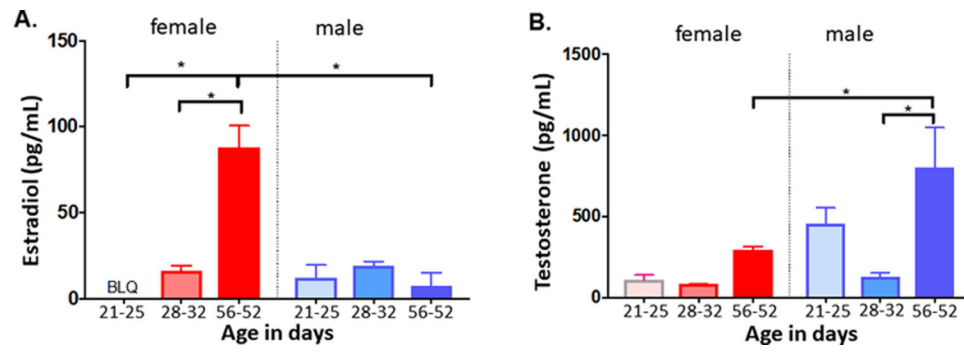 A.
female male
Estradiol (pg/mL)
150
100
50
0
* *
*
BLQ
21-25 28-32 56-52 21-25 28-32 56-52
Age in days
B.
female male
Testosterone (pg/mL)
1500
1000
500
0
*
*
21-25 28-32 56-52 21-25 28-32 56-52
Age in days